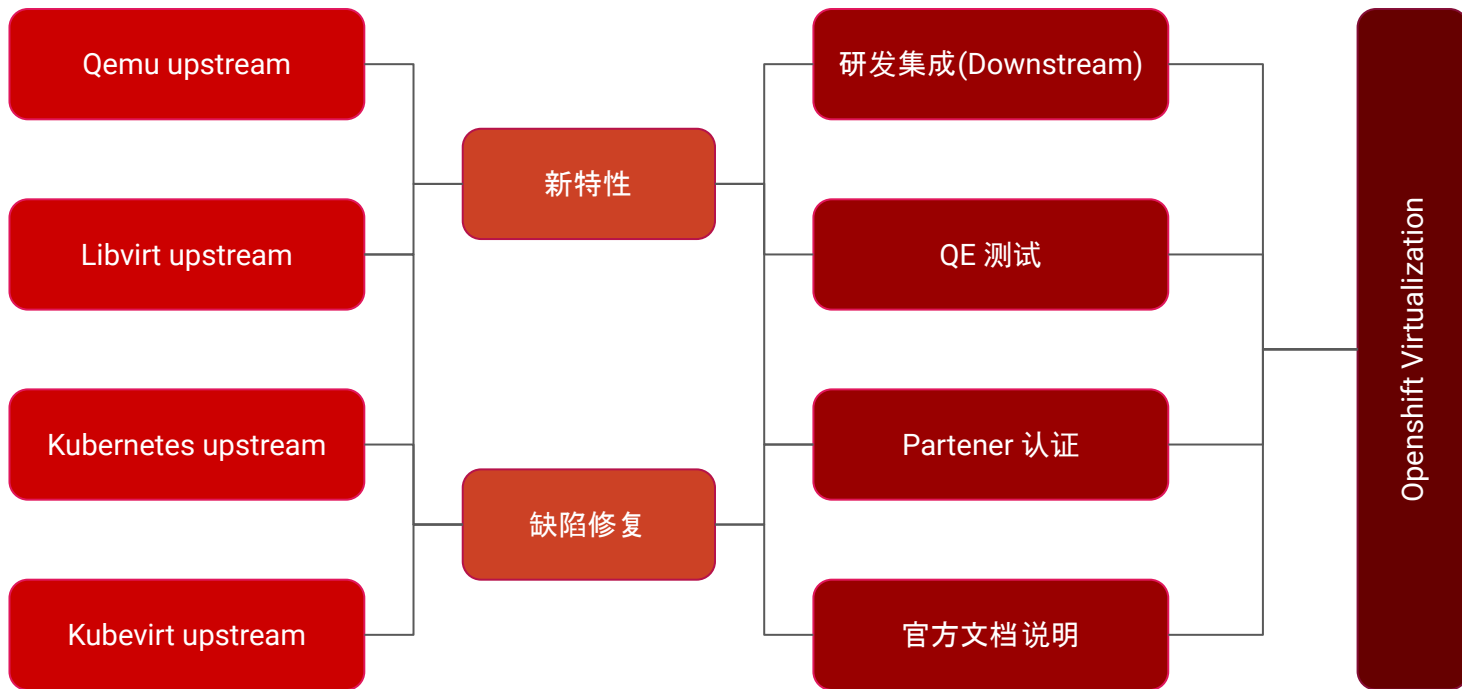 Qemu upstream
Libvirt upstream
Kubernetes upstream
Kubevirt upstream
新特性
缺陷修复
研发集成(Downstream)
QE 测试
Partener 认证
官方文档说明
Openshift Virtualization